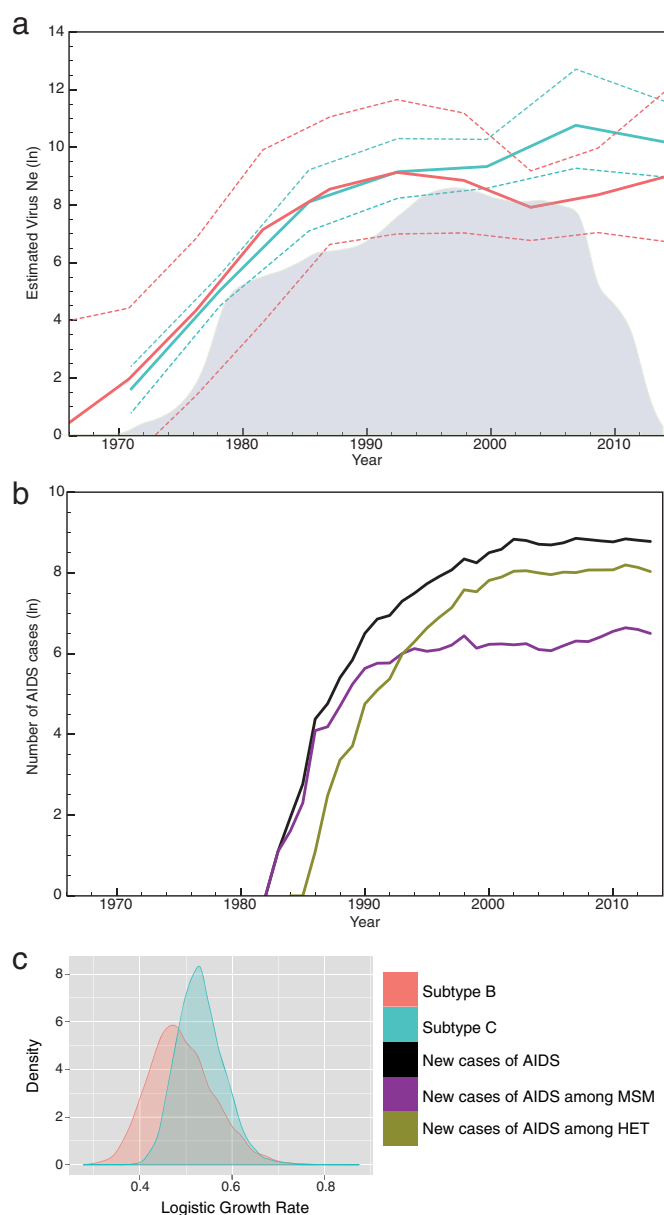 a
14
12
10
8
6
4
2
0
Estimated Virus Ne (ln)
1970 1980 1990 2000 2010
Year
b
10
8
6
4
2
0
Number of AIDS cases (ln)
1970 1980 1990 2000 2010
Year
c
8
6
4
2
0
Density
0.4 0.6 0.8
Logistic Growth Rate
Subtype B
Subtype C
New cases of AIDS
New cases of AIDS among MSM
New cases of AIDS among HET